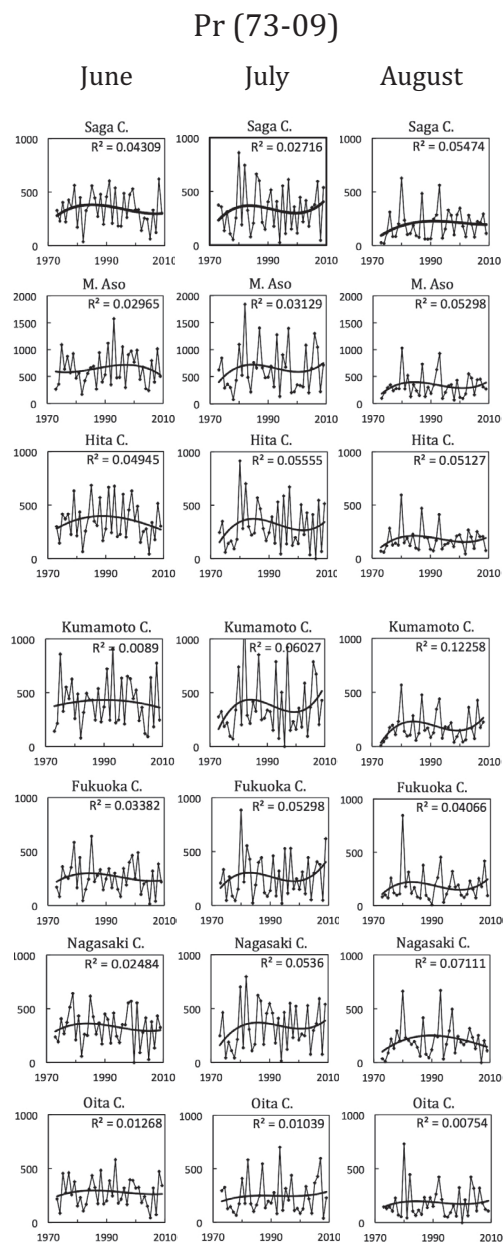 Pr (73-09)
June July August
Saga C. Saga C. Saga C.
1000 R² = 0.04309 1000 R² = 0.02716 1000 R² = 0.05474
500 500 500
0 0 0
1970 1990 2010 1970 1990 2010 1970 1990 2010
M. Aso M. Aso M. Aso
2000 R² = 0.02965 2000 R² = 0.03129 2000 R² = 0.05298
1500 1500 1500
1000 1000 1000
500 500 500
0 0 0
1970 1990 2010 1970 1990 2010 1970 1990 2010
Hita C. Hita C. Hita C.
1000 R² = 0.04945 1000 R² = 0.05555 1000 R² = 0.05127
500 500 500
0 0 0
1970 1990 2010 1970 1990 2010 1970 1990 2010
Kumamoto C. Kumamoto C. Kumamoto C.
1000 R² = 0.0089 1000 R² = 0.06027 1000 R² = 0.12258
500 500 500
0 0 0
1970 1990 2010 1970 1990 2010 1970 1990 2010
Fukuoka C. Fukuoka C. Fukuoka C.
1000 R² = 0.03382 1000 R² = 0.05298 1000 R² = 0.04066
500 500 500
0 0 0
1970 1990 2010 1970 1990 2010 1970 1990 2010
Nagasaki C. Nagasaki C. Nagasaki C.
1000 R² = 0.02484 1000 R² = 0.0536 1000 R² = 0.07111
500 500 500
0 0 0
1970 1990 2010 1970 1990 2010 1970 1990 2010
Oita C. Oita C. Oita C.
1000 R² = 0.01268 1000 R² = 0.01039 1000 R² = 0.00754
500 500 500
0 0 0
1970 1990 2010 1970 1990 2010 1970 1990 2010